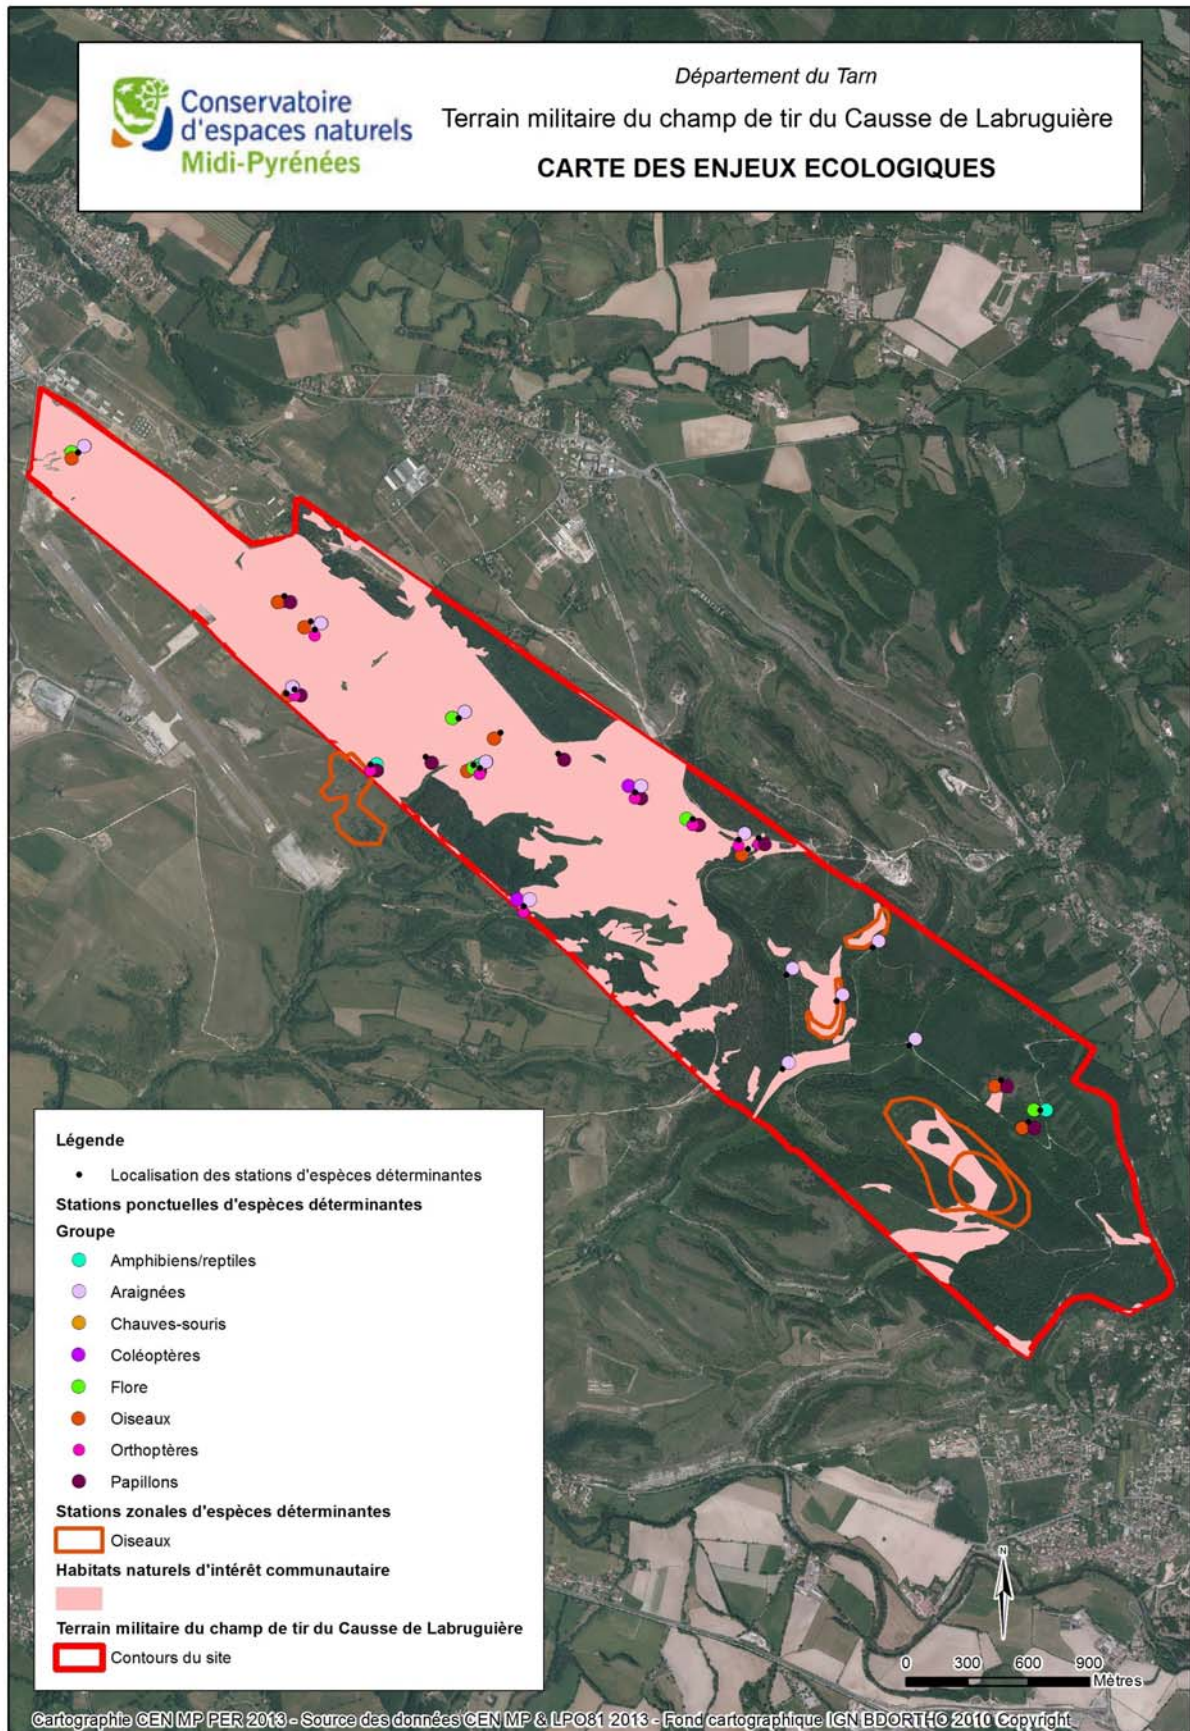 Conservatoire
d'espaces naturels
Midi-Pyrénées
Département du Tarn
Terrain militaire du champ de tir du Causse de Labruguière
CARTE DES ENJEUX ECOLOGIQUES
Légende
Localisation des stations d'espèces déterminantes
Stations ponctuelles d'espèces déterminantes
Groupe
Amphibiens/reptiles
Araignées
Chauves-souris
Coléoptères
Flore
Oiseaux
Orthoptères
Papillons
Stations zonales d'espèces déterminantes
Oiseaux
Habitats naturels d'intérêt communautaire
Terrain militaire du champ de tir du Causse de Labruguière
Contours du site
N
0 300 600 900
Mètres
Cartographie CEN MP PER 2013 - Source des données CEN MP & LPO81 2013 - Fond cartographique IGN BDORTHO 2010 Copyright